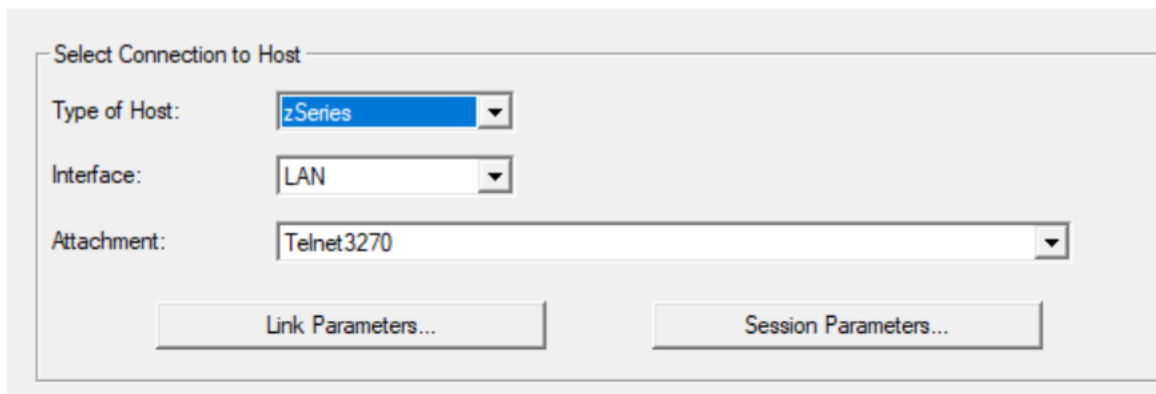 Select Connection to Host
Type of Host: zSeries
Interface: LAN
Attachment: Telnet3270
Link Parameters... Session Parameters...